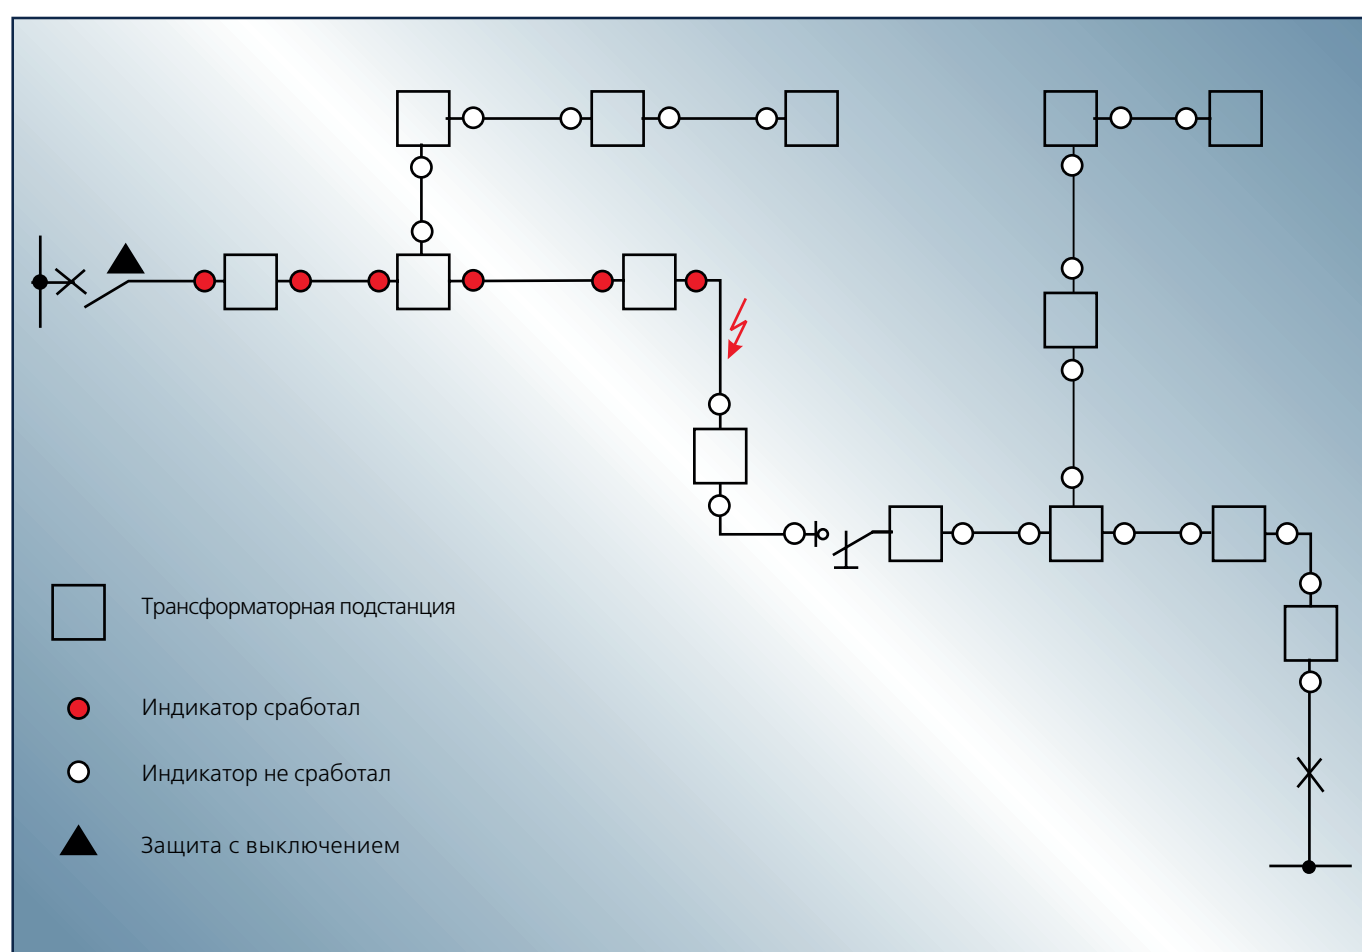 Трансформаторная подстанция
Индикатор сработал
Индикатор не сработал
Защита с выключением